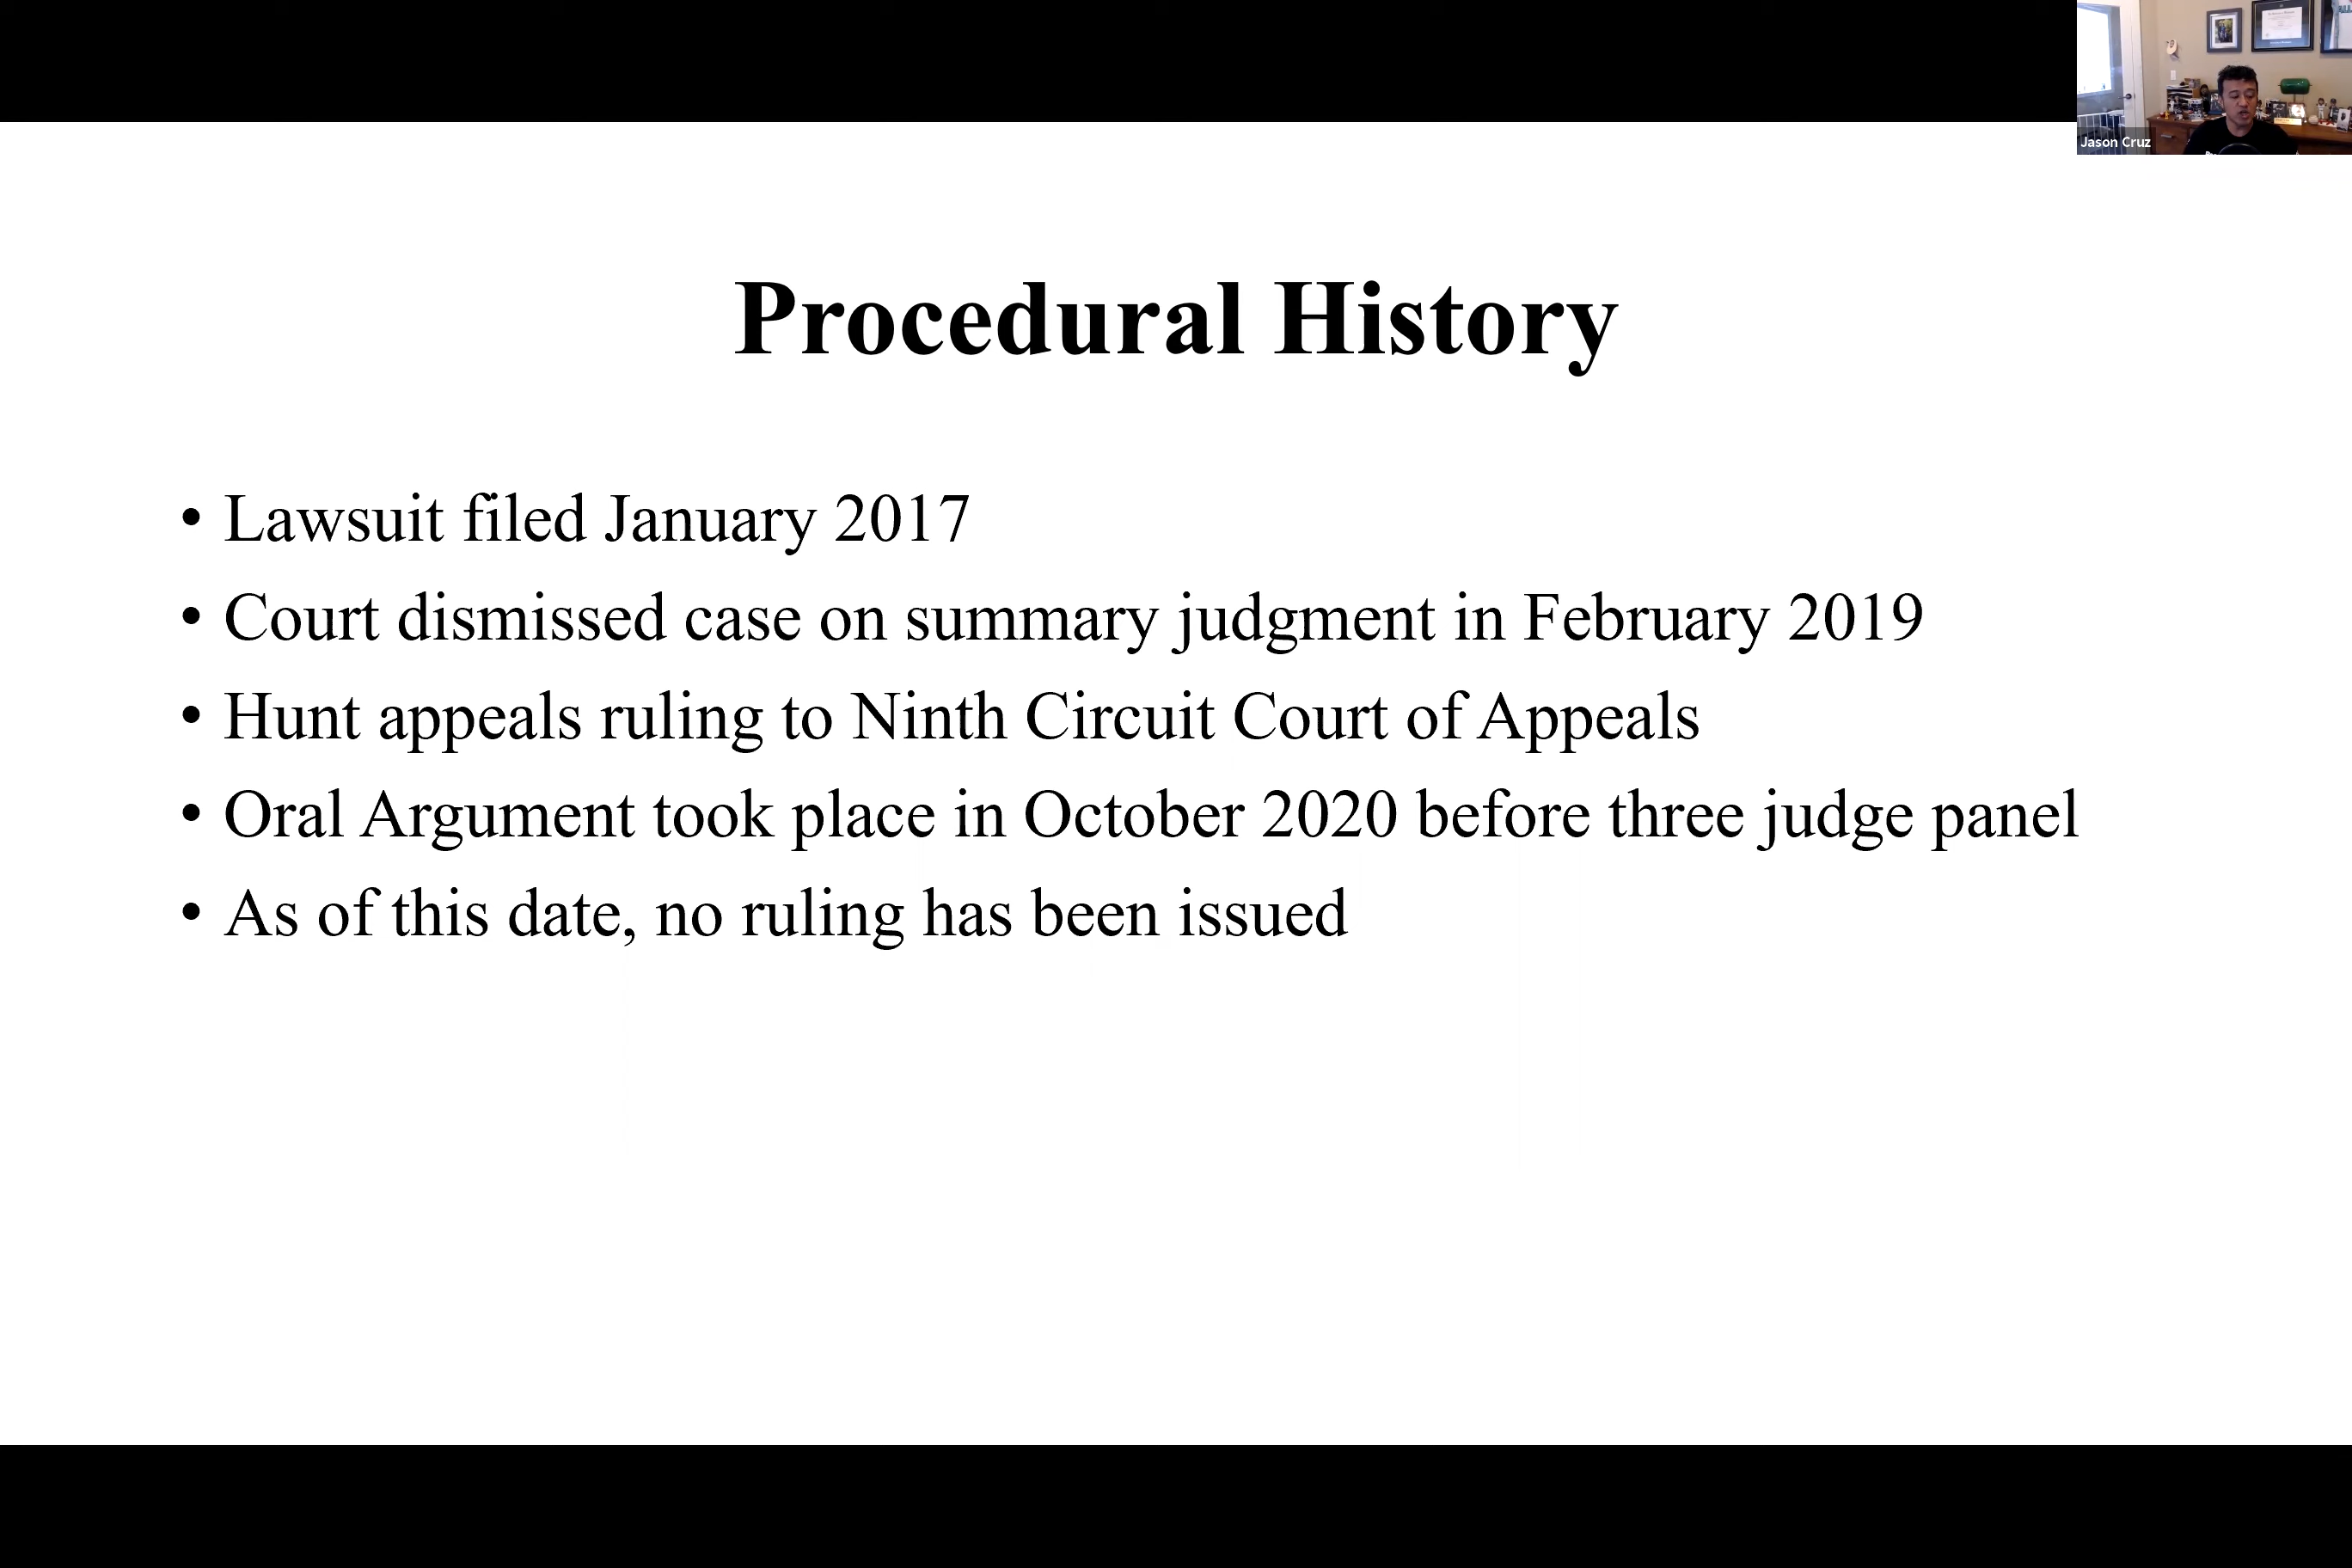 Jason Cruz
Procedural History
• Lawsuit filed January 2017
• Court dismissed case on summary judgment in February 2019
• Hunt appeals ruling to Ninth Circuit Court of Appeals
• Oral Argument took place in October 2020 before three judge panel
• As of this date, no ruling has been issued